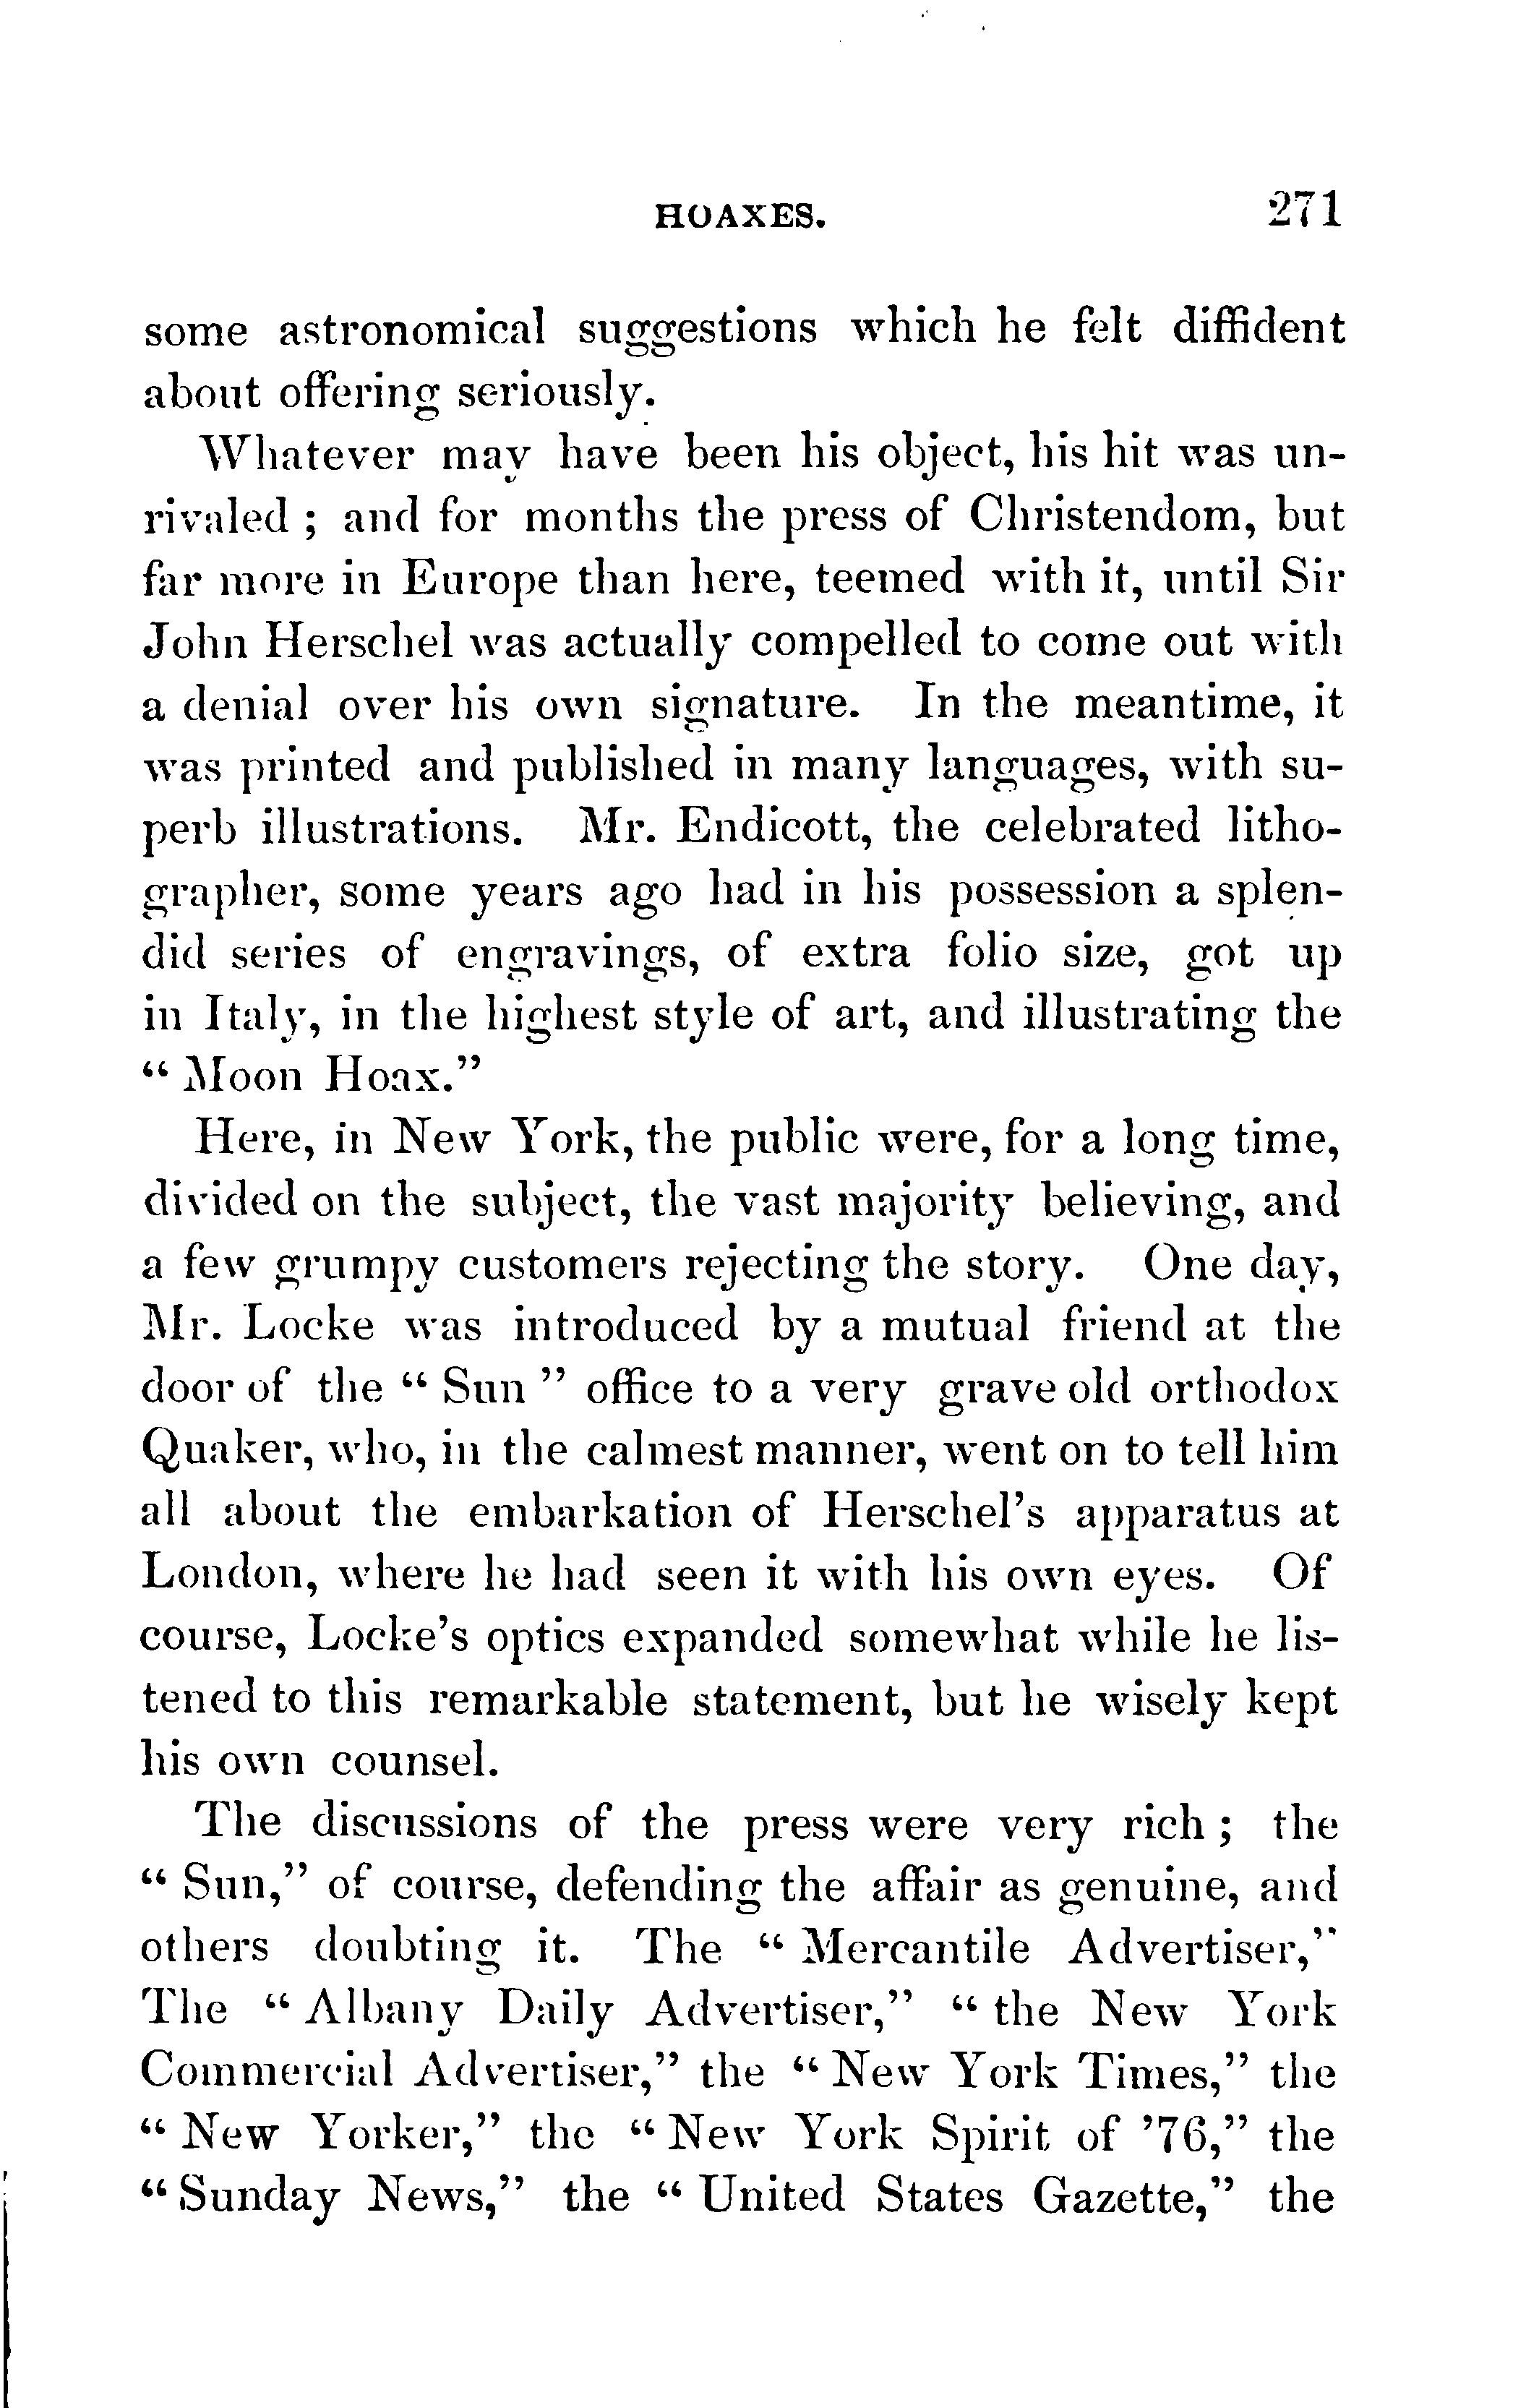 HOAXES. 271
some astronomical suggestions which he felt diffident
about offering seriously.
Whatever may have been his object, his hit was un-
rivaled ; and for months the press of Christendom, but
far more in Europe than here, teemed with it, until Sir
John Herschel was actually compelled to come out with
a denial over his own signature. In the meantime, it
was printed and published in many languages, with su-
perb illustrations. Mr. Endicott, the celebrated litho-
grapher, some years ago had in his possession a splen-
did series of engravings, of extra folio size, got up
in Italy, in the highest style of art, and illustrating the
“ Moon Hoax.”
Here, in New York, the public were, for a long time,
divided on the subject, the vast majority believing, and
a few grumpy customers rejecting the story. One day,
Mr. Locke was introduced by a mutual friend at the
door of the “ Sun ” office to a very grave old orthodox
Quaker, who, in the calmest manner, went on to tell him
all about the embarkation of Herschel’s apparatus at
London, where he had seen it with his own eyes. Of
course, Locke’s optics expanded somewhat while he lis-
tened to this remarkable statement, but he wisely kept
his own counsel.
The discussions of the press were very rich ; the
“ Sun,” of course, defending the affair as genuine, and
others doubting it. The “ Mercantile Advertiser,”
The “ Albany Daily Advertiser,” “ the New York
Commercial Advertiser,” the “ New York Times,” the
“ New Yorker,” the “ New York Spirit of ’76,” the
“ Sunday News,” the “ United States Gazette,” the